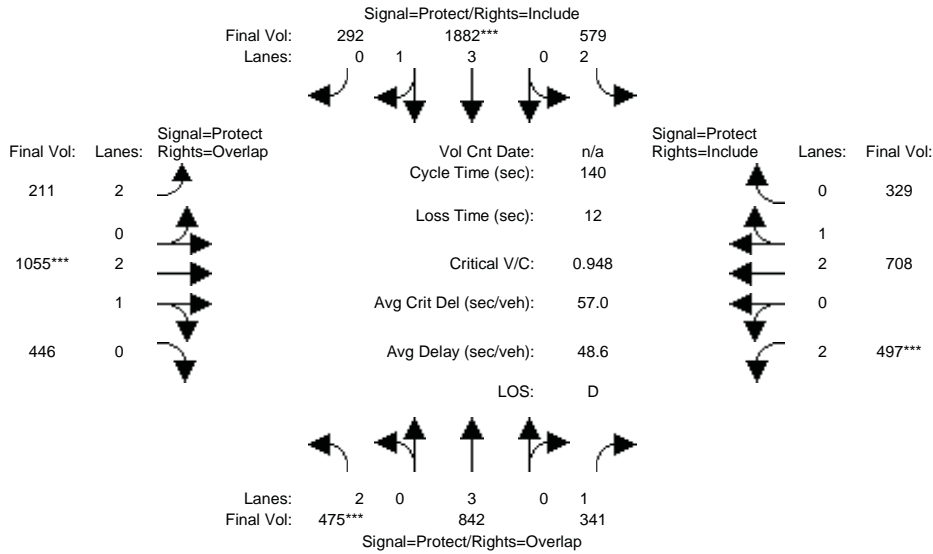 Signal=Protect/Rights=Include
Final Vol: 292 1882*** 579
Lanes: 0 1 3 0 2
Signal=Protect
Final Vol: Lanes: Rights=Overlap
Vol Cnt Date: n/a
Signal=Protect
Rights=Include Lanes: Final Vol:
Cycle Time (sec): 140
211 2 0 329
Loss Time (sec): 12
0 1
1055*** 2 Critical V/C: 0.948 2 708
1 Avg Crit Del (sec/veh): 57.0 0
446 0 Avg Delay (sec/veh): 48.6 2 497***
LOS: D
Lanes: 2 0 3 0 1
Final Vol: 475*** 842 341
Signal=Protect/Rights=Overlap